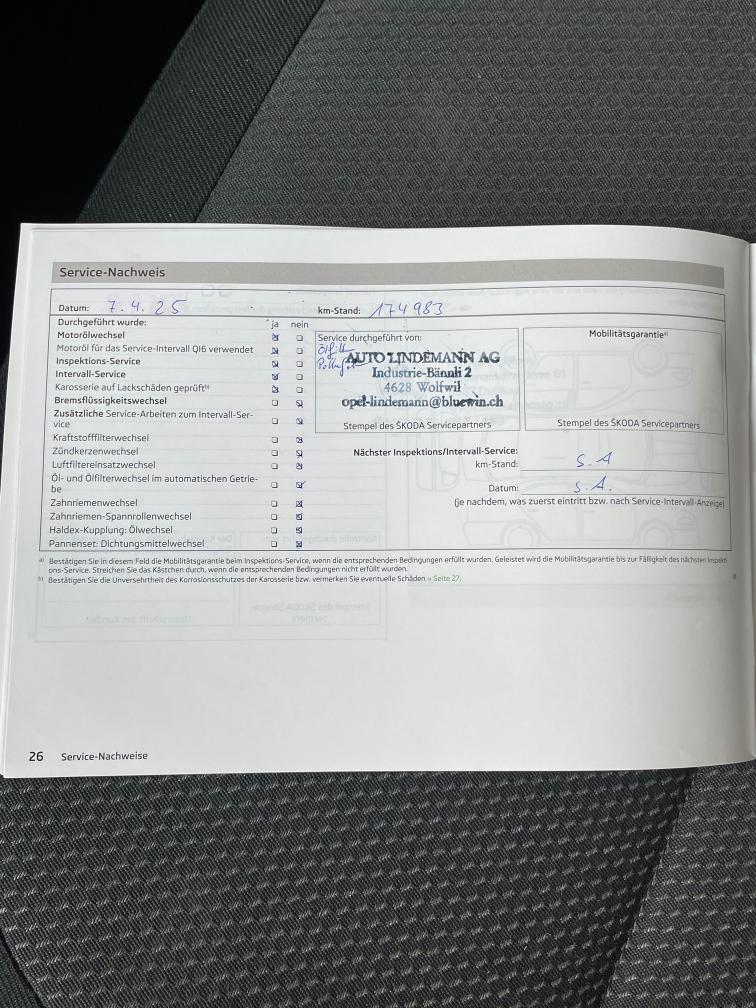 Service-Nachweis
Datum: 7.4.25
km-Stand: 174983
Durchgeführt wurde: ja nein
Motorölwechsel
Motoröl für das Service-Intervall QI6 verwendet
Inspektions-Service
Intervall-Service
Karosserie auf Lackschäden geprüft b)
Bremsflüssigkeitswechsel
Zusätzliche Service-Arbeiten zum Intervall-Ser-
vice
Kraftstofffilterwechsel
Zündkerzenwechsel
Luftfiltereinsatzwechsel
Öl- und Ölfilterwechsel im automatischen Getrie-
be
Zahnriemenwechsel
Zahnriemen-Spannrollenwechsel
Haldex-Kupplung: Ölwechsel
Pannenset: Dichtungsmittelwechsel
Service durchgeführt von:
AUTO LINDEMANN AG
Industrie-Bännli 2
4628 Wolfwil
opel-lindemann@bluewin.ch
Stempel des ŠKODA Servicepartners
Mobilitätsgarantie a)
Stempel des ŠKODA Servicepartners
Nächster Inspektions/Intervall-Service:
km-Stand: S.A
Datum: S.A.
(je nachdem, was zuerst eintritt bzw. nach Service-Intervall-Anzeige)
a) Bestätigen Sie in diesem Feld die Mobilitätsgarantie beim Inspektions-Service, wenn die entsprechenden Bedingungen erfüllt wurden. Geleistet wird die Mobilitätsgarantie bis zur Fälligkeit des nächsten Inspekti-
ons-Service. Streichen Sie das Kästchen durch, wenn die entsprechenden Bedingungen nicht erfüllt wurden.
b) Bestätigen Sie die Unversehrtheit des Korrosionsschutzes der Karosserie bzw. vermerken Sie eventuelle Schäden » Seite 27.
26 Service-Nachweise